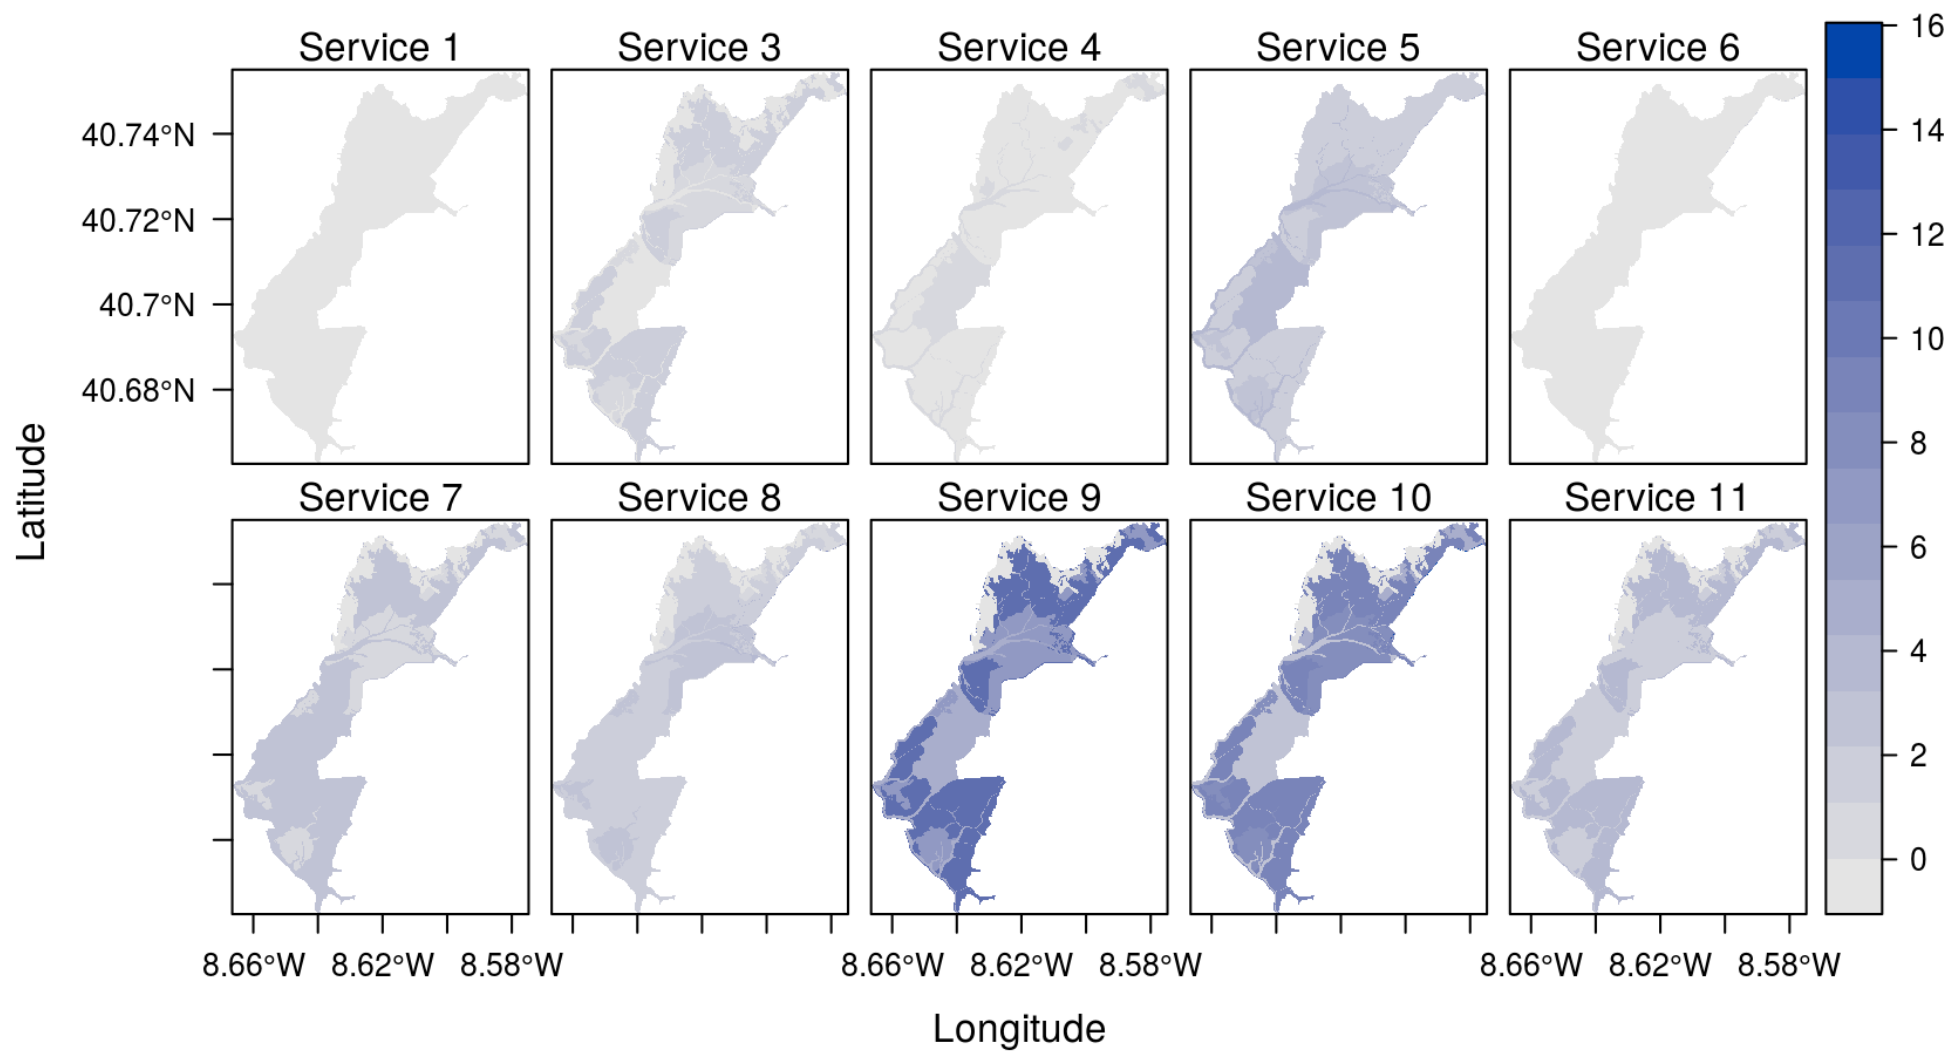 Service 1
Service 3
Service 4
Service 5
Service 6
40.74°N
40.72°N
40.7°N
40.68°N
Latitude
Service 7
Service 8
Service 9
Service 10
Service 11
8.66°W 8.62°W 8.58°W
8.66°W 8.62°W 8.58°W
8.66°W 8.62°W 8.58°W
Longitude
16
14
12
10
8
6
4
2
0